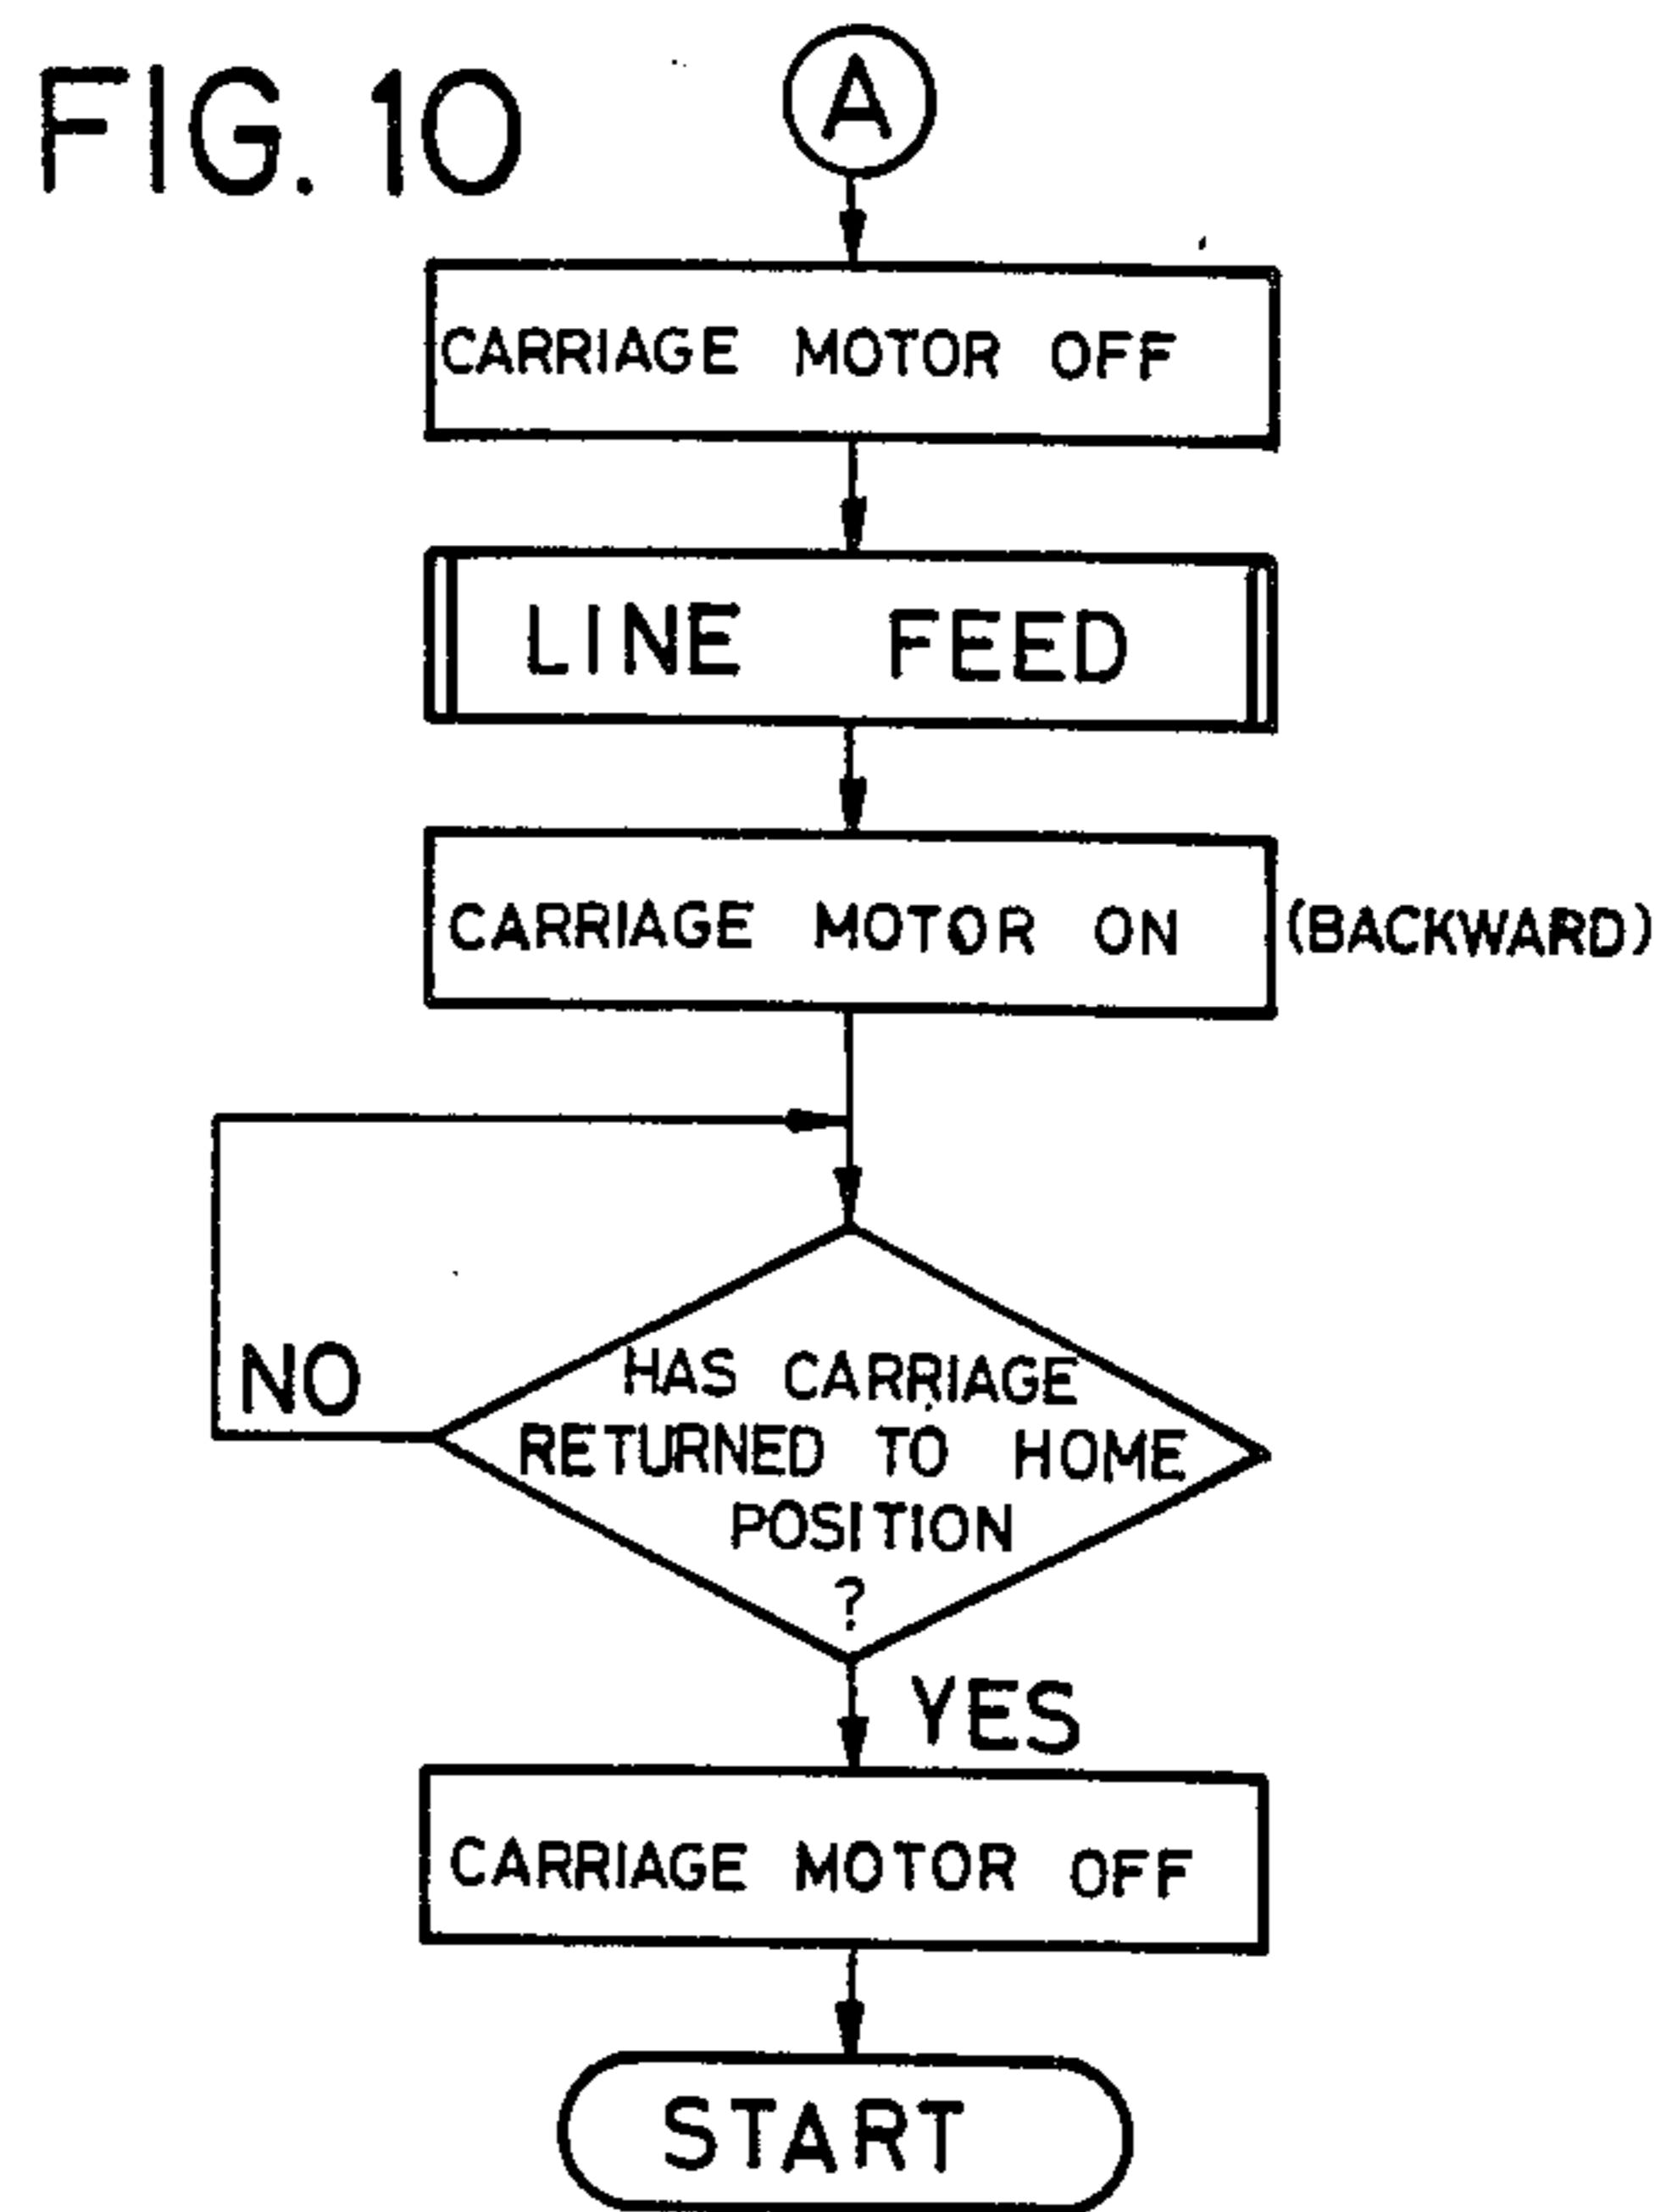 FIG. 10
A
CARRIAGE MOTOR OFF
LINE FEED
CARRIAGE MOTOR ON (BACKWARD)
NO
HAS CARRIAGE
RETURNED TO HOME
POSITION
?
YES
CARRIAGE MOTOR OFF
START